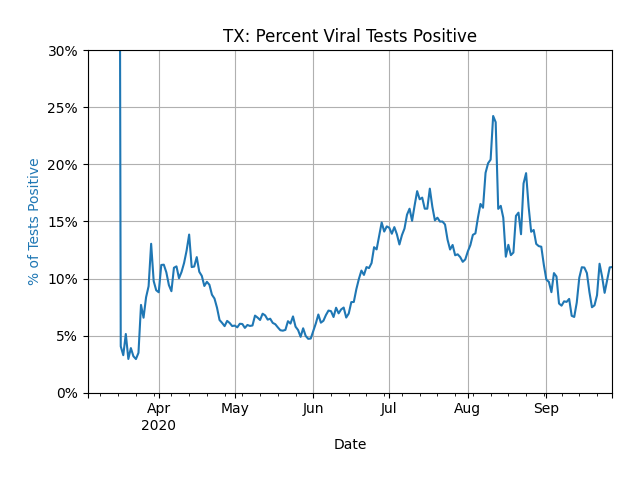 TX: Percent Viral Tests Positive
30%
25%
20%
15%
10%
5%
0%
% of Tests Positive
Apr
2020
May
Jun
Jul
Aug
Sep
Date